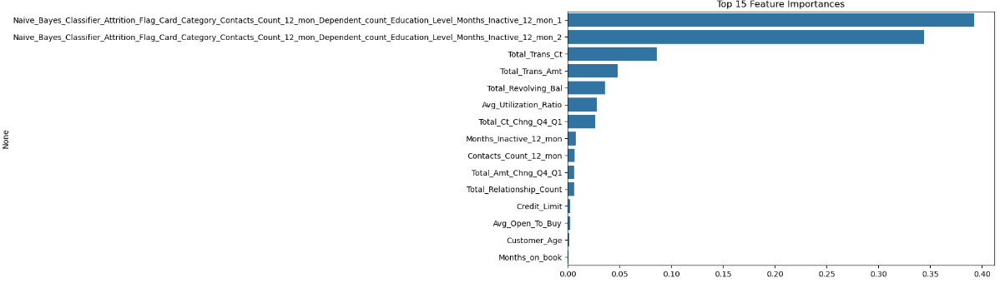 Top 15 Feature Importances
Naive_Bayes_Classifier_Attrition_Flag_Card_Category_Contacts_Count_12_mon_Dependent_count_Education_Level_Months_Inactive_12_mon_1
Naive_Bayes_Classifier_Attrition_Flag_Card_Category_Contacts_Count_12_mon_Dependent_count_Education_Level_Months_Inactive_12_mon_2
Total_Trans_Ct
Total_Trans_Amt
Total_Revolving_Bal
Avg_Utilization_Ratio
Total_Ct_Chng_Q4_Q1
Months_Inactive_12_mon
Contacts_Count_12_mon
Total_Amt_Chng_Q4_Q1
Total_Relationship_Count
Credit_Limit
Avg_Open_To_Buy
Customer_Age
Months_on_book
None
0.00 0.05 0.10 0.15 0.20 0.25 0.30 0.35 0.40